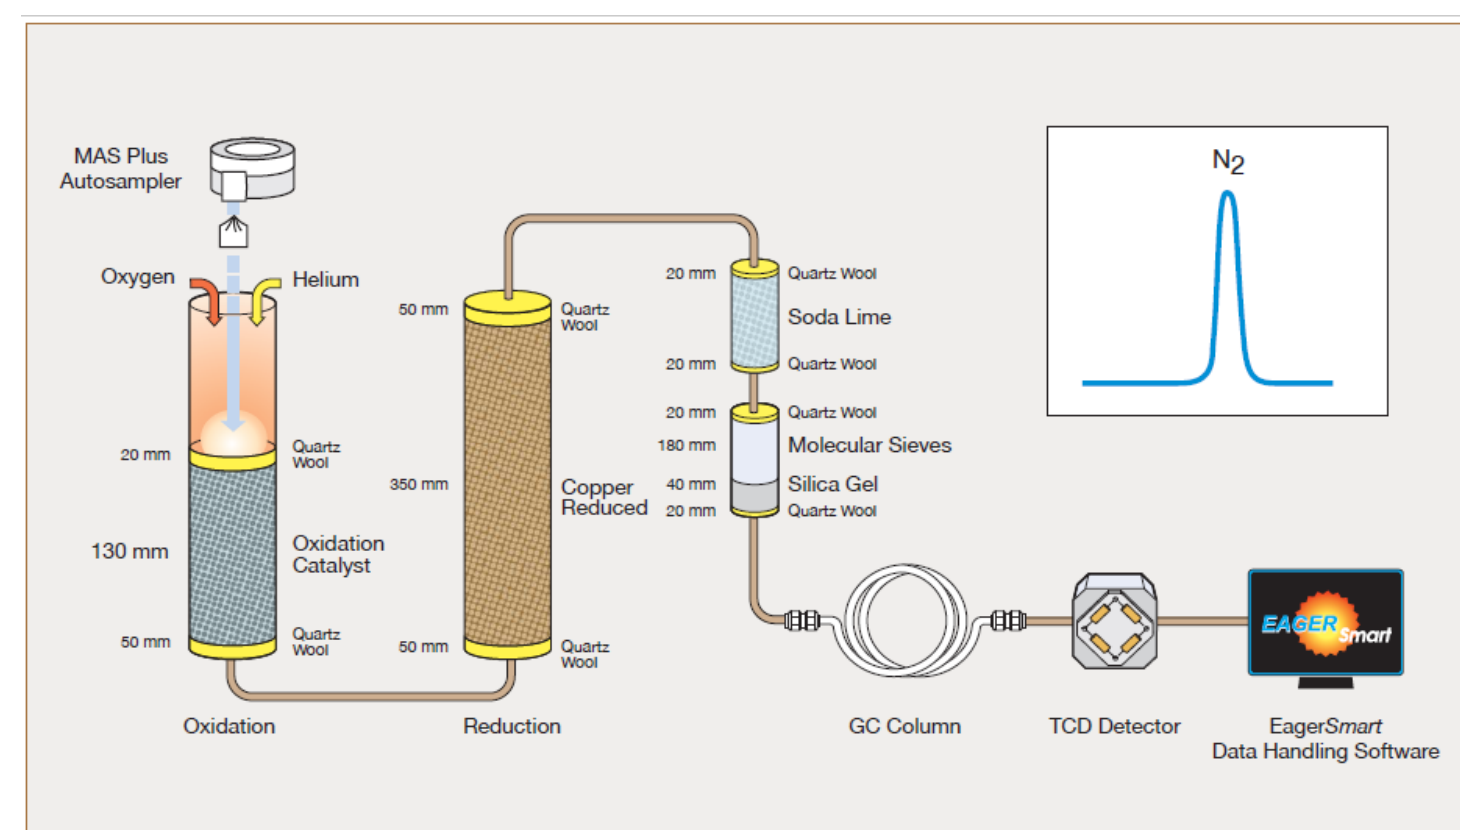 MAS Plus
Autosampler
Oxygen
Helium
20 mm
Quartz
Wool
130 mm
Oxidation
Catalyst
50 mm
Quartz
Wool
Oxidation
50 mm
Quartz
Wool
350 mm
Copper
Reduced
50 mm
Quartz
Wool
Reduction
20 mm
Quartz Wool
Soda Lime
20 mm
Quartz Wool
20 mm
Quartz Wool
180 mm
Molecular Sieves
40 mm
Silica Gel
20 mm
Quartz Wool
N2
GC Column
TCD Detector
EAGER
Smart
EagerSmart
Data Handling Software